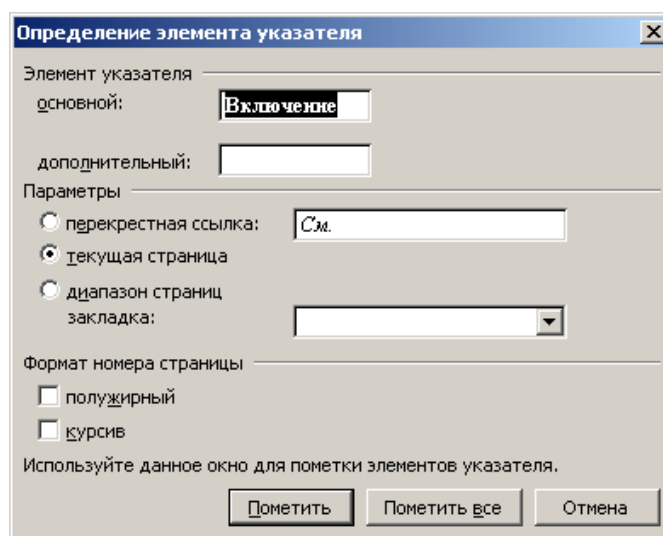 Определение элемента указателя
Элемент указателя
основной: Включение
дополнительный:
Параметры
перекрестная ссылка: См.
текущая страница
диапазон страниц
закладка:
Формат номера страницы
полужирный
курсив
Используйте данное окно для пометки элементов указателя.
Пометить Пометить все Отмена